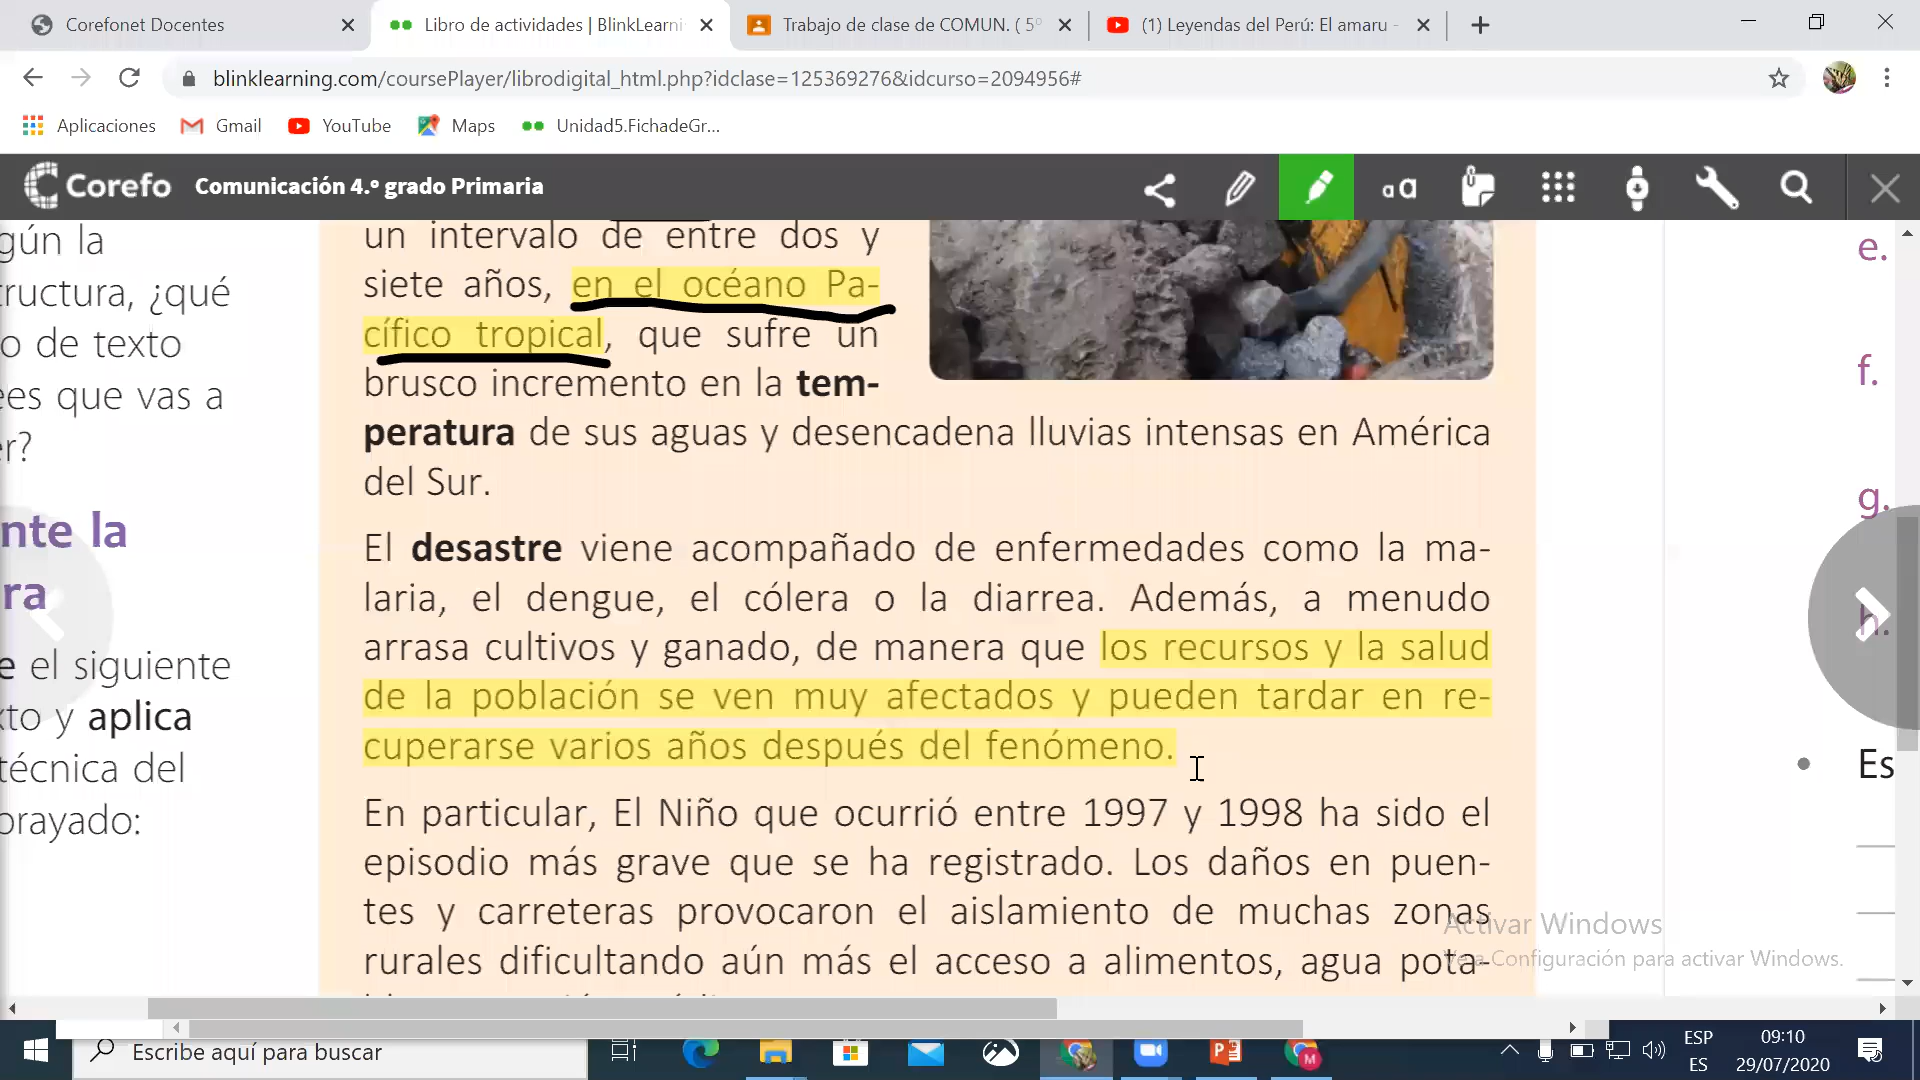 Corefonet Docentes
Libro de actividades | BlinkLearni
Trabajo de clase de COMUN. ( 5º
(1) Leyendas del Perú: El amaru -
blinklearning.com/coursePlayer/librodigital_html.php?idclase=125369276&idcurso=2094956#
Aplicaciones
Gmail
YouTube
Maps
Unidad5.FichadeGr...
Corefo
Comunicación 4.º grado Primaria
aa
gún la
ructura, ¿qué
o de texto
ees que vas a
er?
nte la
ra
e el siguiente
xto y aplica
técnica del
brayado:
un intervalo de entre dos y
siete años, en el océano Pa-
cífico tropical, que sufre un
brusco incremento en la tem-
peratura de sus aguas y desencadena lluvias intensas en América
del Sur.
El desastre viene acompañado de enfermedades como la ma-
laria, el dengue, el cólera o la diarrea. Además, a menudo
arrasa cultivos y ganado, de manera que los recursos y la salud
de la población se ven muy afectados y pueden tardar en re-
cuperarse varios años después del fenómeno.
En particular, El Niño que ocurrió entre 1997 y 1998 ha sido el
episodio más grave que se ha registrado. Los daños en puen-
tes y carreteras provocaron el aislamiento de muchas zonas
rurales dificultando aún más el acceso a alimentos, agua pota-
e.
f.
g.
h.
• Es
Activar Windows
Ve a Configuración para activar Windows.
Escribe aquí para buscar
ESP
ES
09:10
29/07/2020